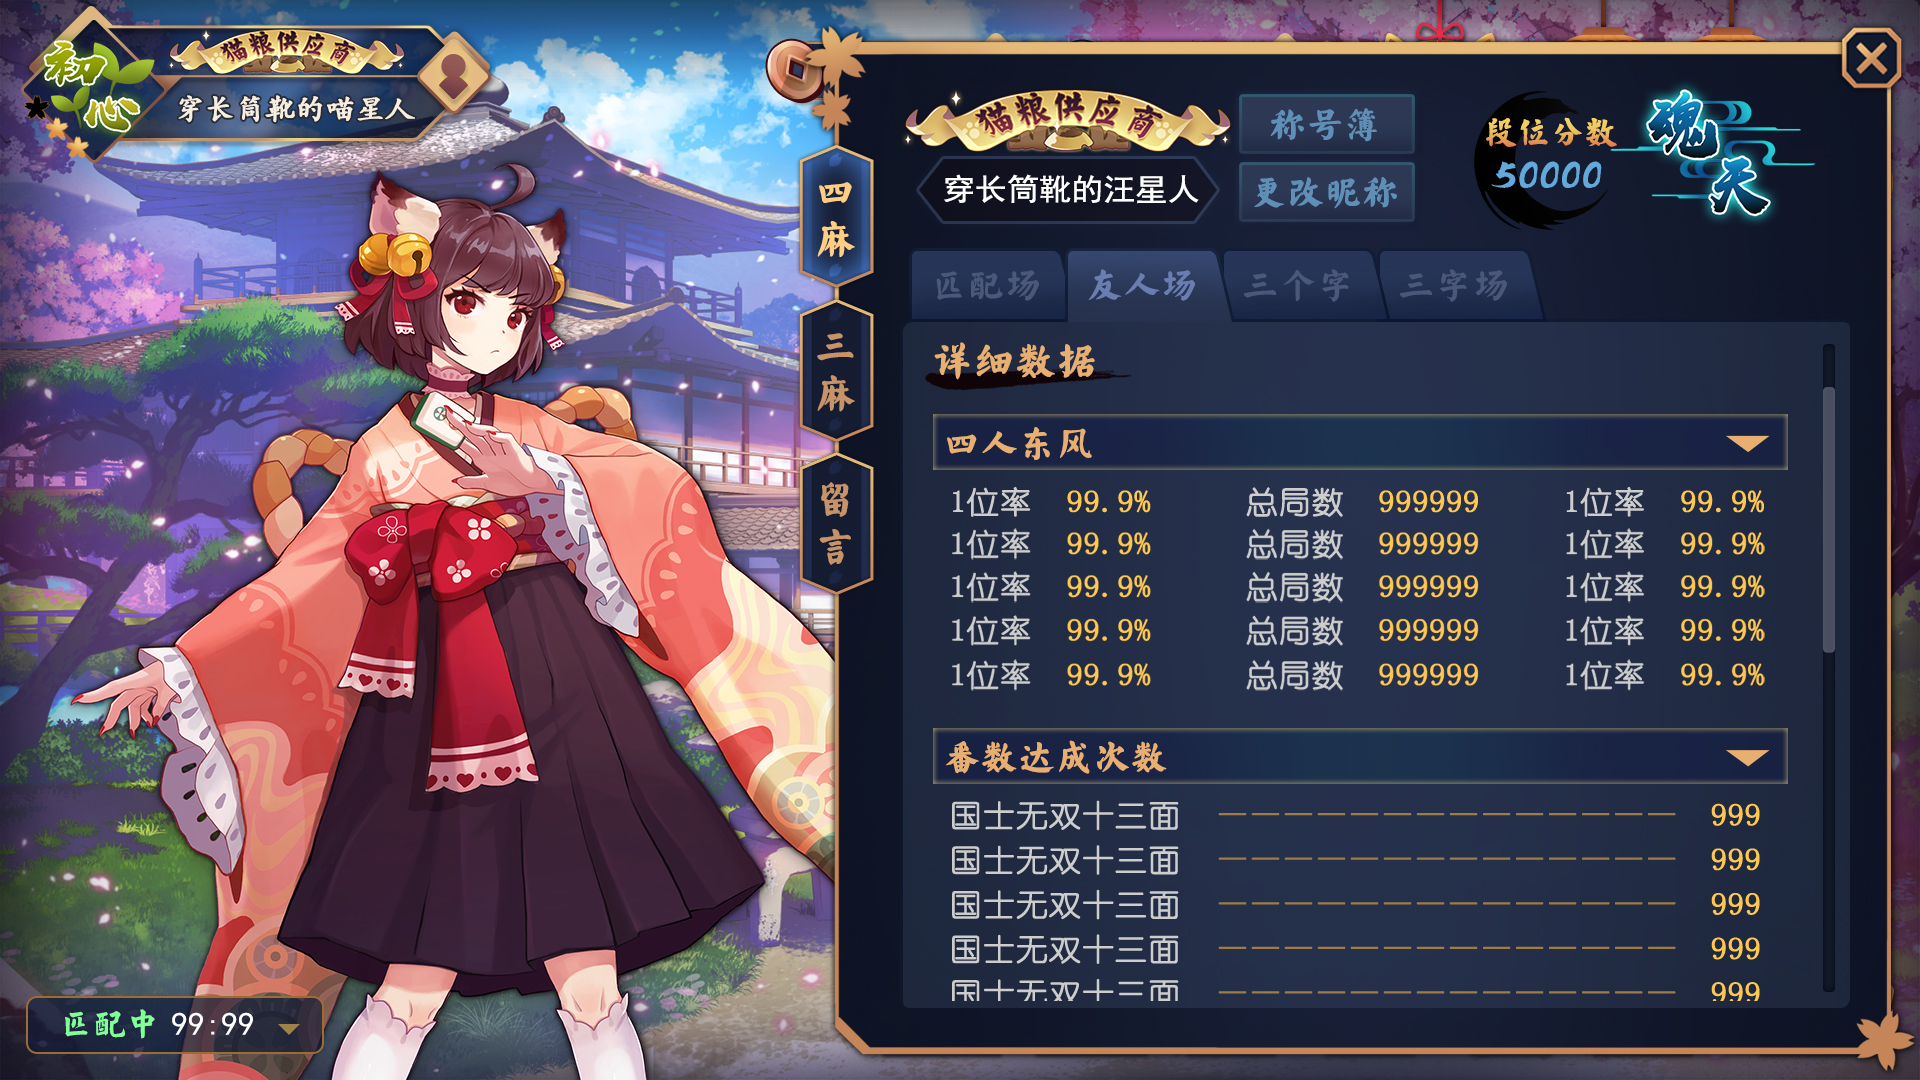 初心
猫粮供应商
穿长筒靴的喵星人
四麻
三麻
留言
匹配中 99:99
猫粮供应商
穿长筒靴的汪星人
称号簿
更改昵称
段位分数
50000
魂天
匹配场 友人场 三个字 三字场
详细数据
四人东风
1位率 99.9% 总局数 999999 1位率 99.9%
1位率 99.9% 总局数 999999 1位率 99.9%
1位率 99.9% 总局数 999999 1位率 99.9%
1位率 99.9% 总局数 999999 1位率 99.9%
1位率 99.9% 总局数 999999 1位率 99.9%
番数达成次数
国士无双十三面 999
国士无双十三面 999
国士无双十三面 999
国士无双十三面 999
国士无双十三面 999